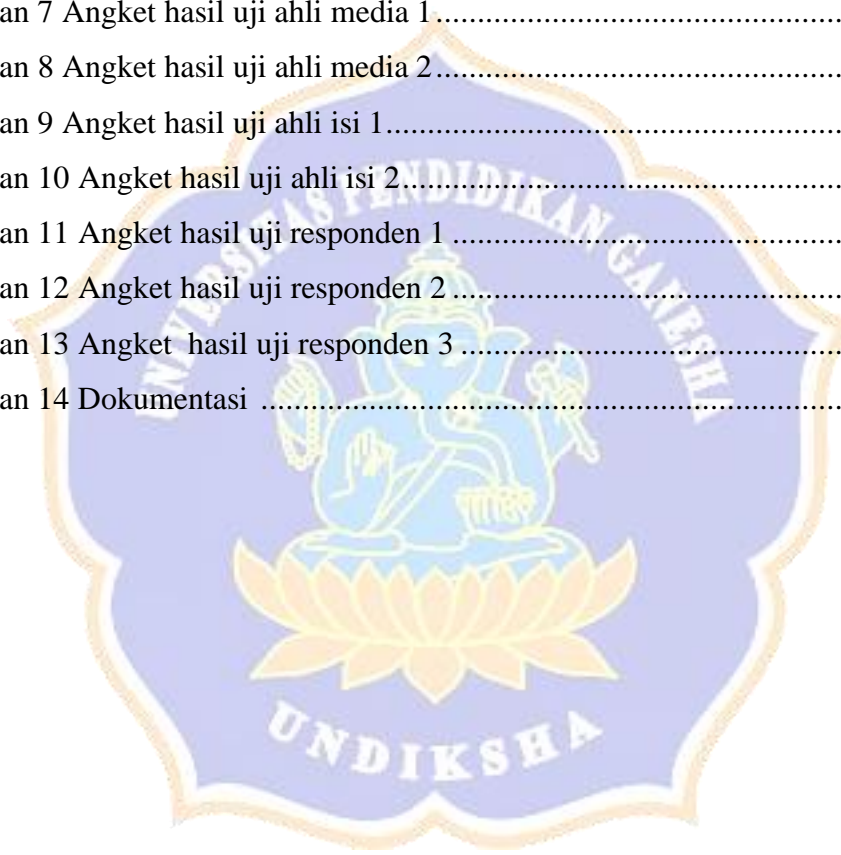 an 7 Angket hasil uji ahli media 1.................................................
an 8 Angket hasil uji ahli media 2.................................................
an 9 Angket hasil uji ahli isi 1.......................................................
an 10 Angket hasil uji ahli isi 2.....................................................
an 11 Angket hasil uji responden 1 ...............................................
an 12 Angket hasil uji responden 2 ...............................................
an 13 Angket  hasil uji responden 3 ..............................................
an 14 Dokumentasi .......................................................................
UNIVERSITAS PENDIDIKAN GANESHA
UNDIKSHA